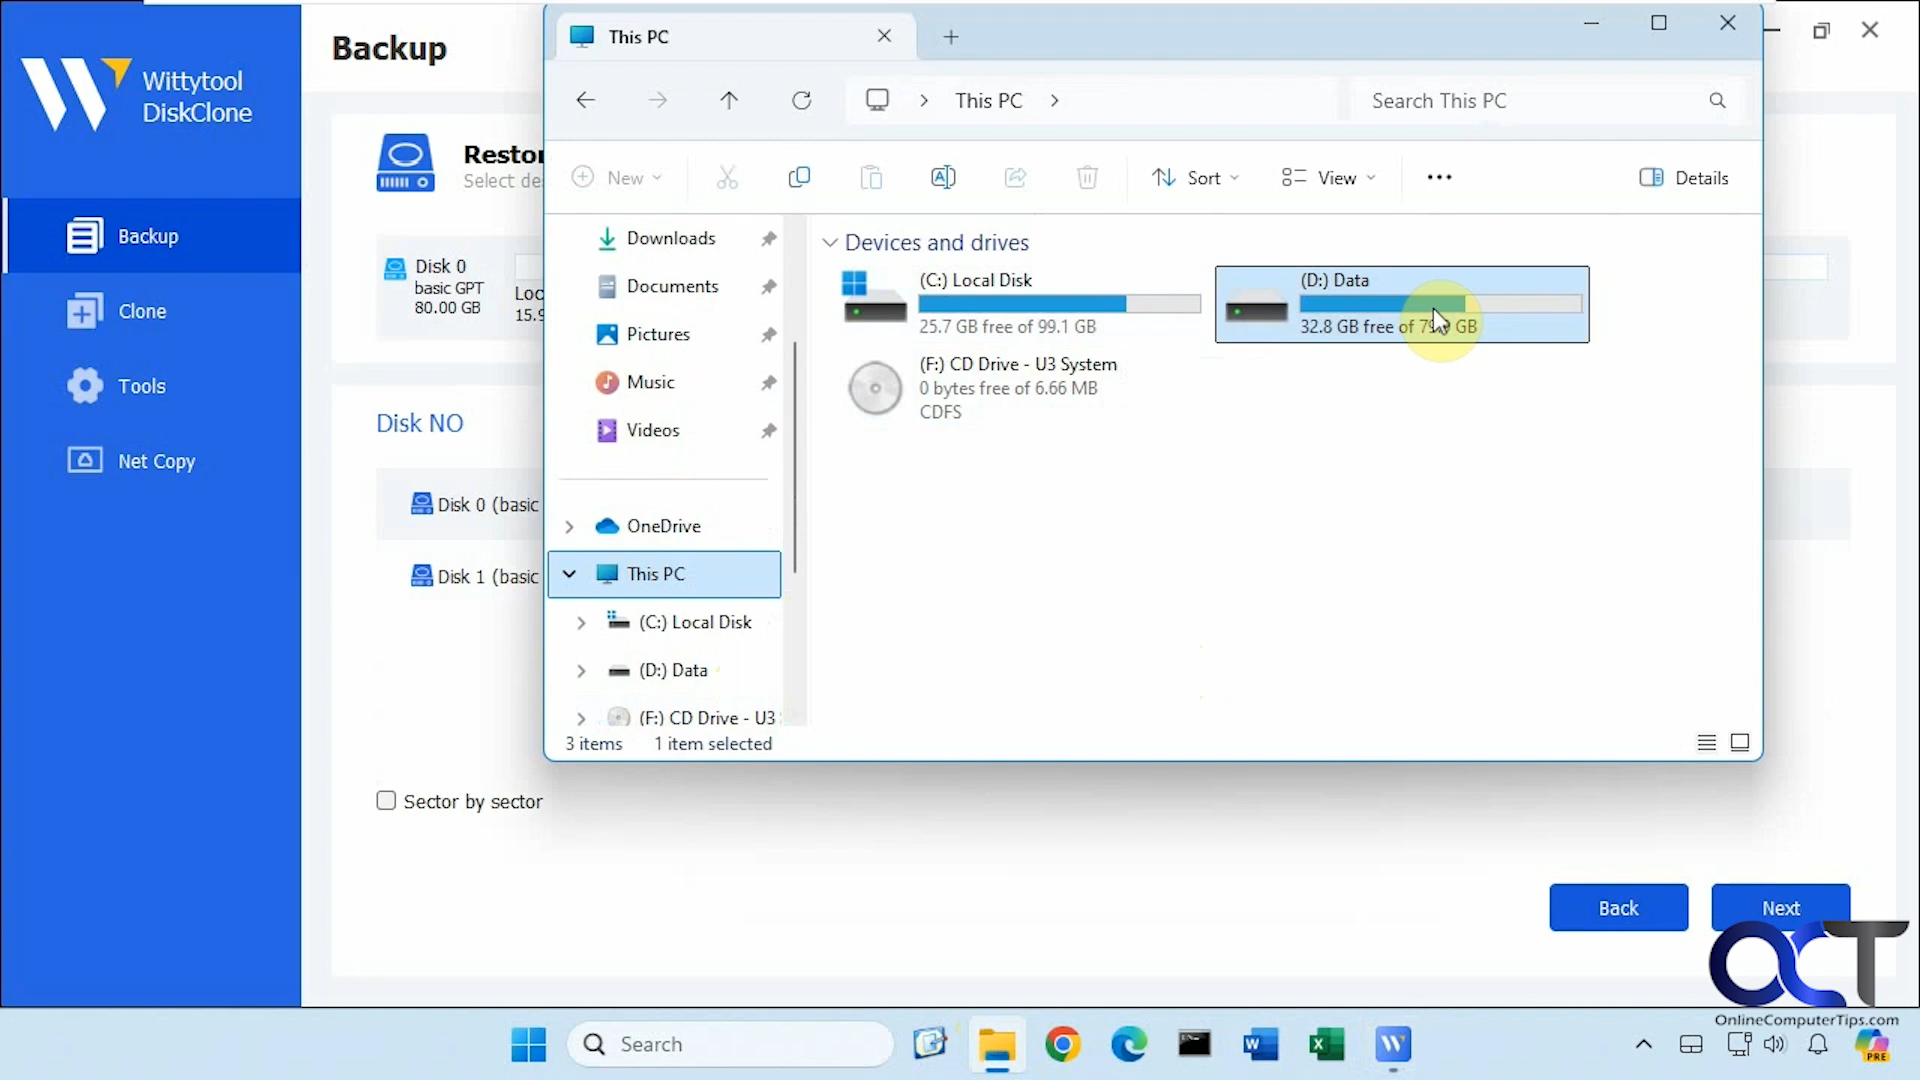 Wittytool
DiskClone
Backup
Clone
Tools
Net Copy
Backup
Restor
Select de
Disk 0
basic GPT
80.00 GB
Loc
15.9
Disk NO
Disk 0 (basic
Disk 1 (basic
Sector by sector
Back
Next
This PC
This PC
Search This PC
New
Sort
View
Details
Downloads
Documents
Pictures
Music
Videos
OneDrive
This PC
(C:) Local Disk
(D:) Data
(F:) CD Drive - U3
Devices and drives
(C:) Local Disk
25.7 GB free of 99.1 GB
(D:) Data
32.8 GB free of GB
(F:) CD Drive - U3 System
0 bytes free of 6.66 MB
CDFS
3 items 1 item selected
OCT
OnlineComputerTips.com
Search
PRE